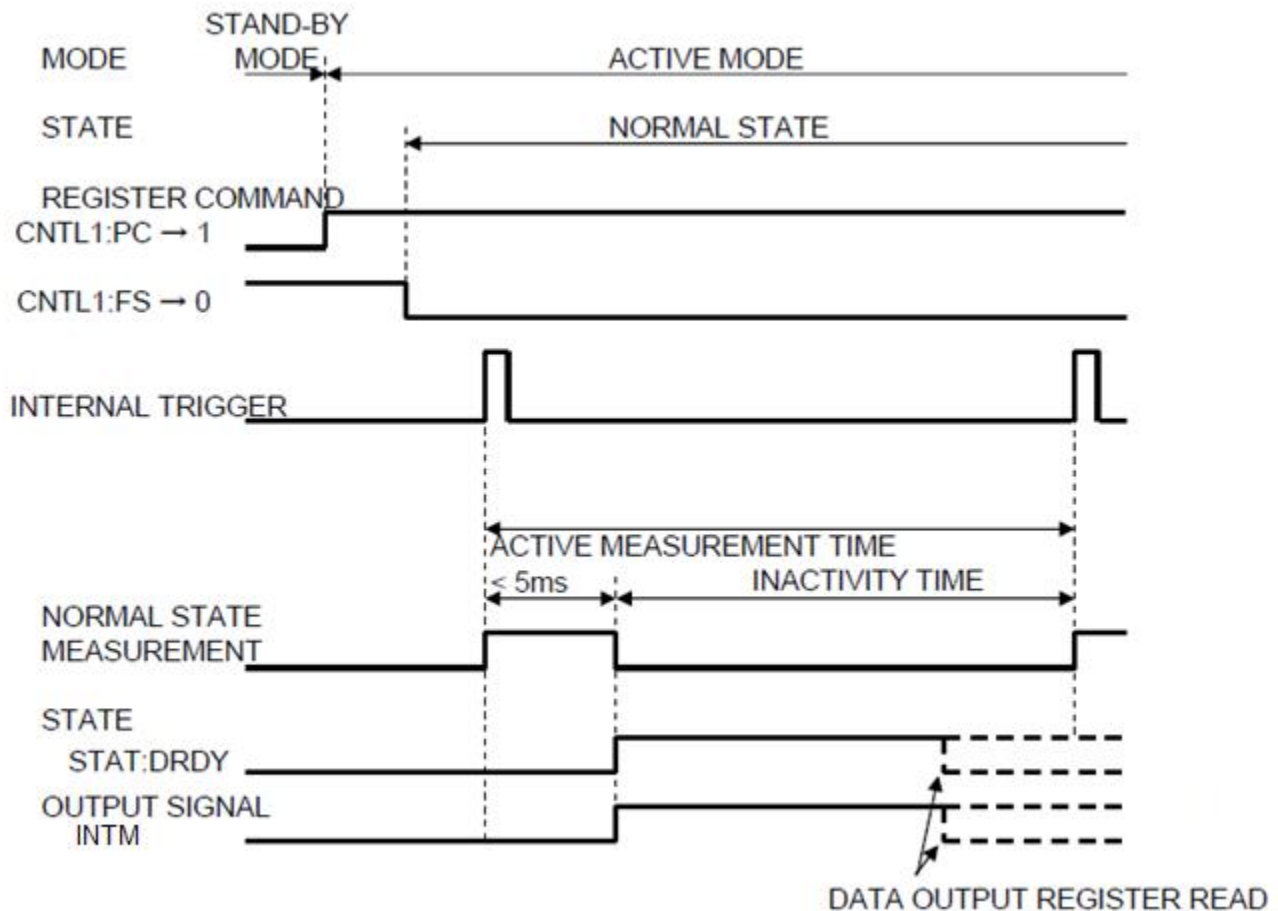 STAND-BY
MODE MODE ACTIVE MODE
STATE NORMAL STATE
REGISTER COMMAND
CNTL1:PC → 1
CNTL1:FS → 0
INTERNAL TRIGGER
ACTIVE MEASUREMENT TIME
< 5ms INACTIVITY TIME
NORMAL STATE
MEASUREMENT
STATE
STAT:DRDY
OUTPUT SIGNAL
INTM
DATA OUTPUT REGISTER READ